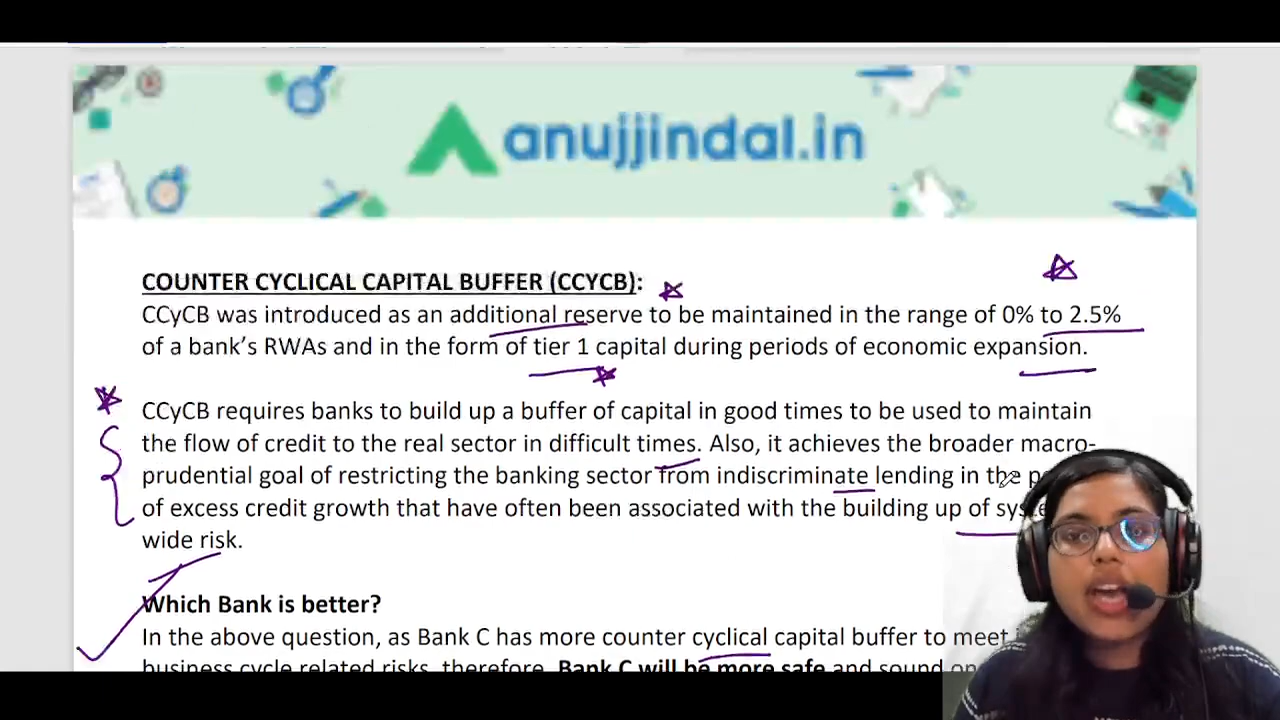 anujjindal.in
COUNTER CYCLICAL CAPITAL BUFFER (CCYCB):
CCyCB was introduced as an additional reserve to be maintained in the range of 0% to 2.5%
of a bank's RWAs and in the form of tier 1 capital during periods of economic expansion.
CCyCB requires banks to build up a buffer of capital in good times to be used to maintain
the flow of credit to the real sector in difficult times. Also, it achieves the broader macro-
prudential goal of restricting the banking sector from indiscriminate lending in the
of excess credit growth that have often been associated with the building up of
wide risk.
Which Bank is better?
In the above question, as Bank C has more counter cyclical capital buffer to meet
business cycle related risks, therefore, Bank C will be more safe and sound